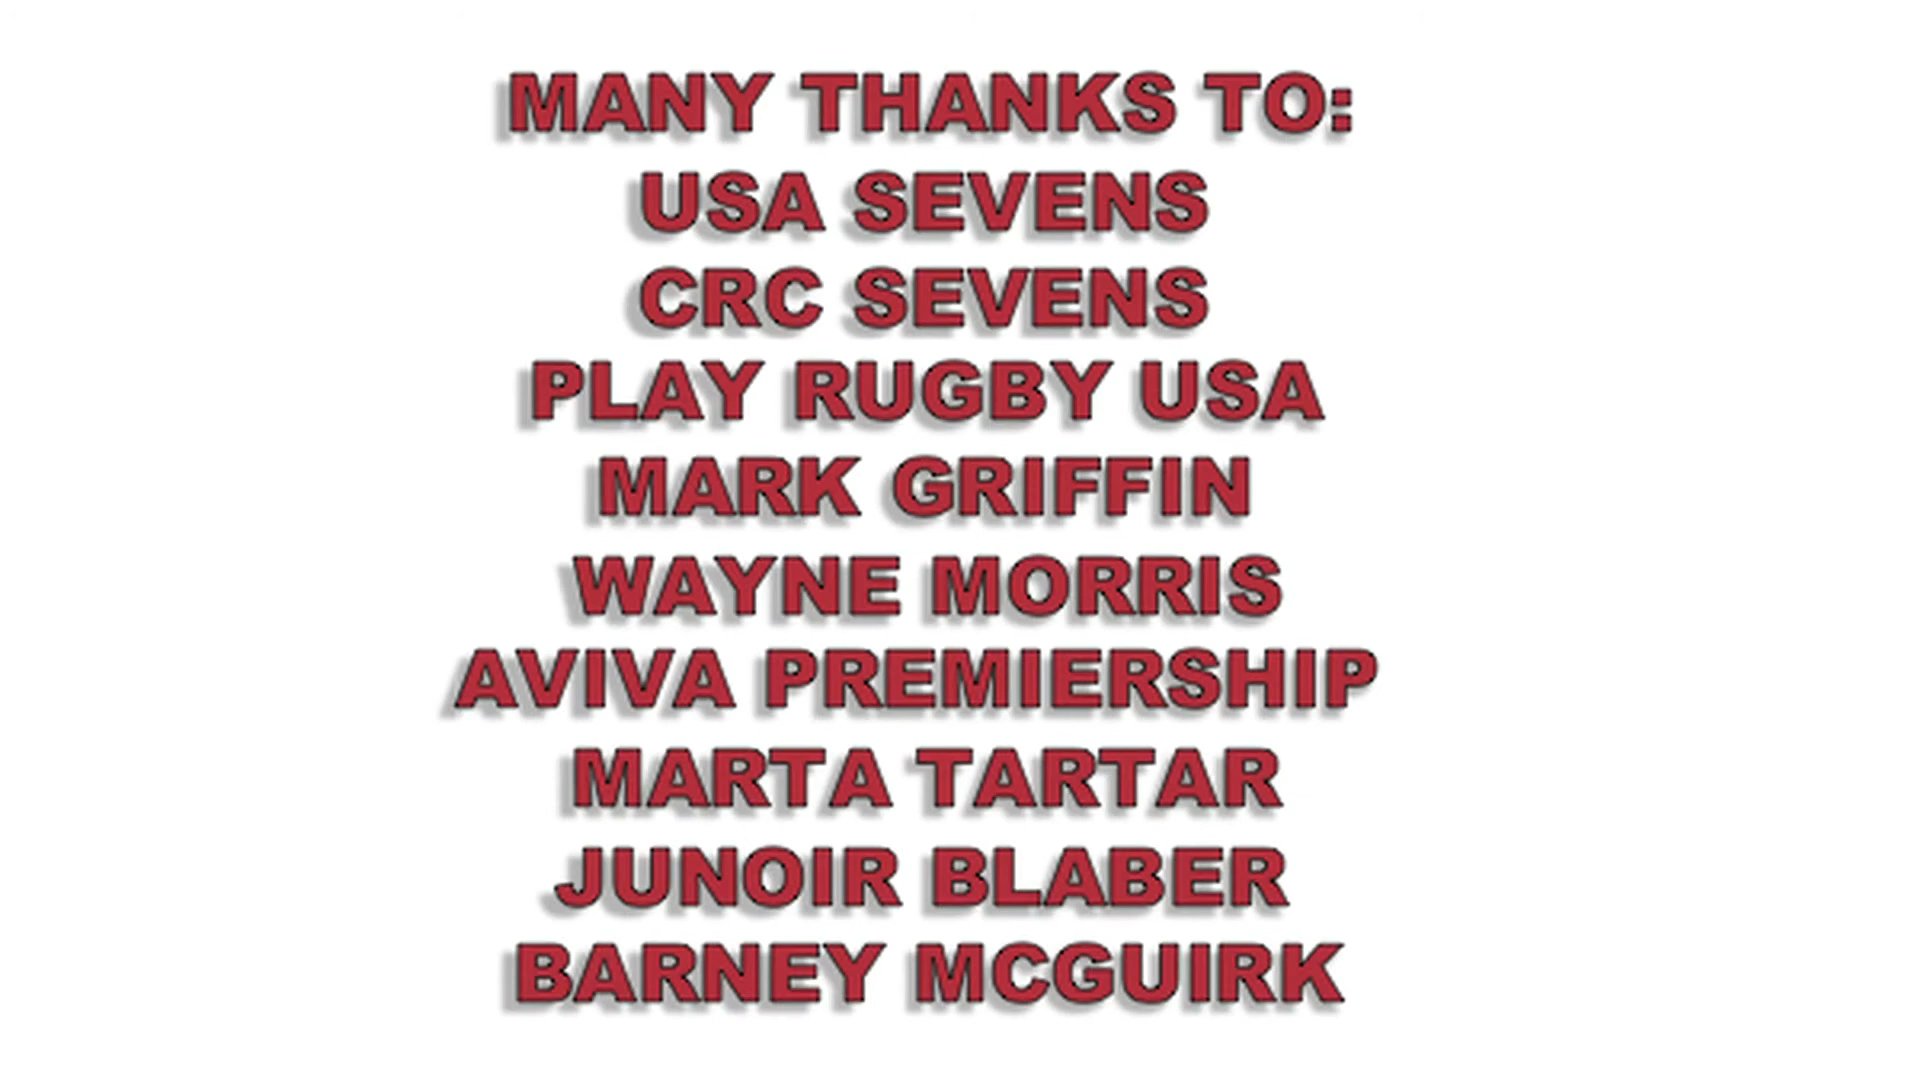 MANY THANKS TO:
USA SEVENS
CRC SEVENS
PLAY RUGBY USA
MARK GRIFFIN
WAYNE MORRIS
AVIVA PREMIERSHIP
MARTA TARTAR
JUNOIR BLABER
BARNEY MCGUIRK